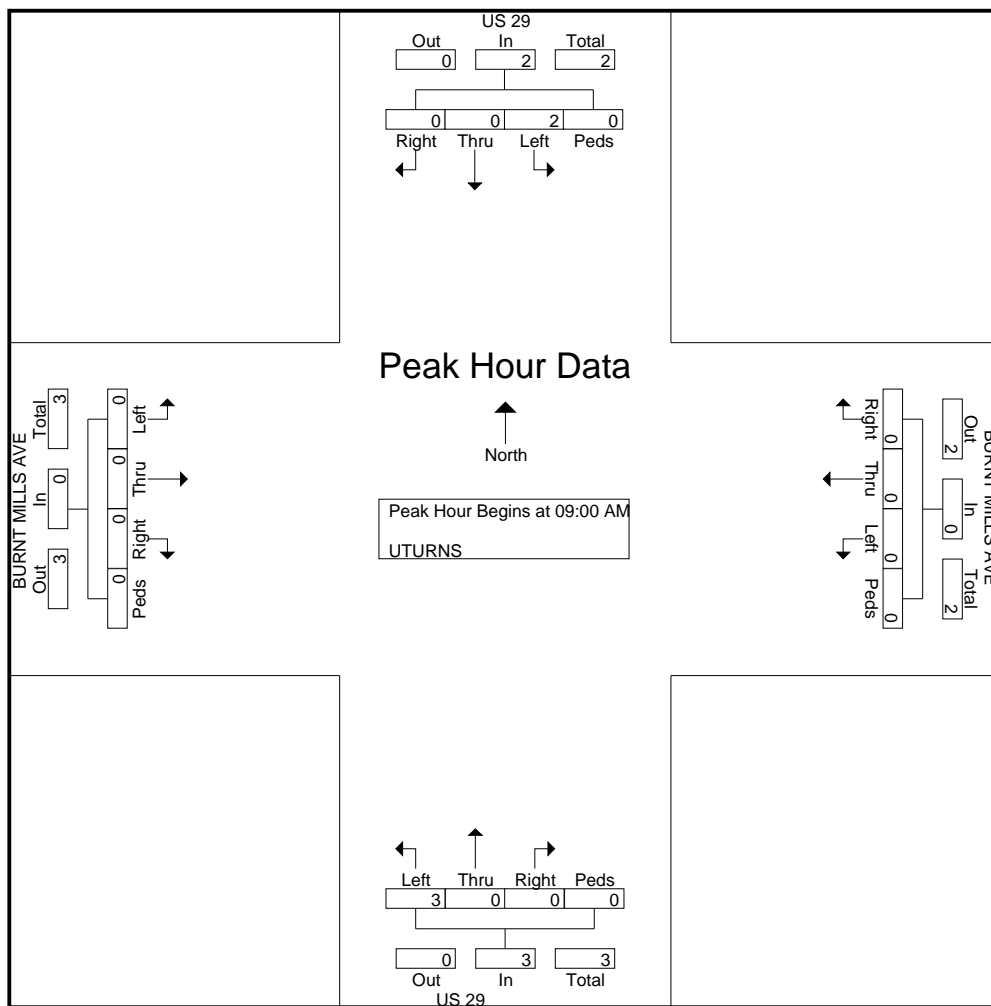 US 29
Out In Total
0 2 2
0 0 2 0
Right Thru Left Peds
Peak Hour Data
North
Peak Hour Begins at 09:00 AM
UTURNS
BURNT MILLS AVE
Out In Total
3 0 3
Peds Right Thru Left
0 0 0 0
BURNT MILLS AVE
Out In Total
2 0 2
Right Thru Left Peds
0 0 0 0
Left Thru Right Peds
3 0 0 0
0 3 3
Out In Total
US 29